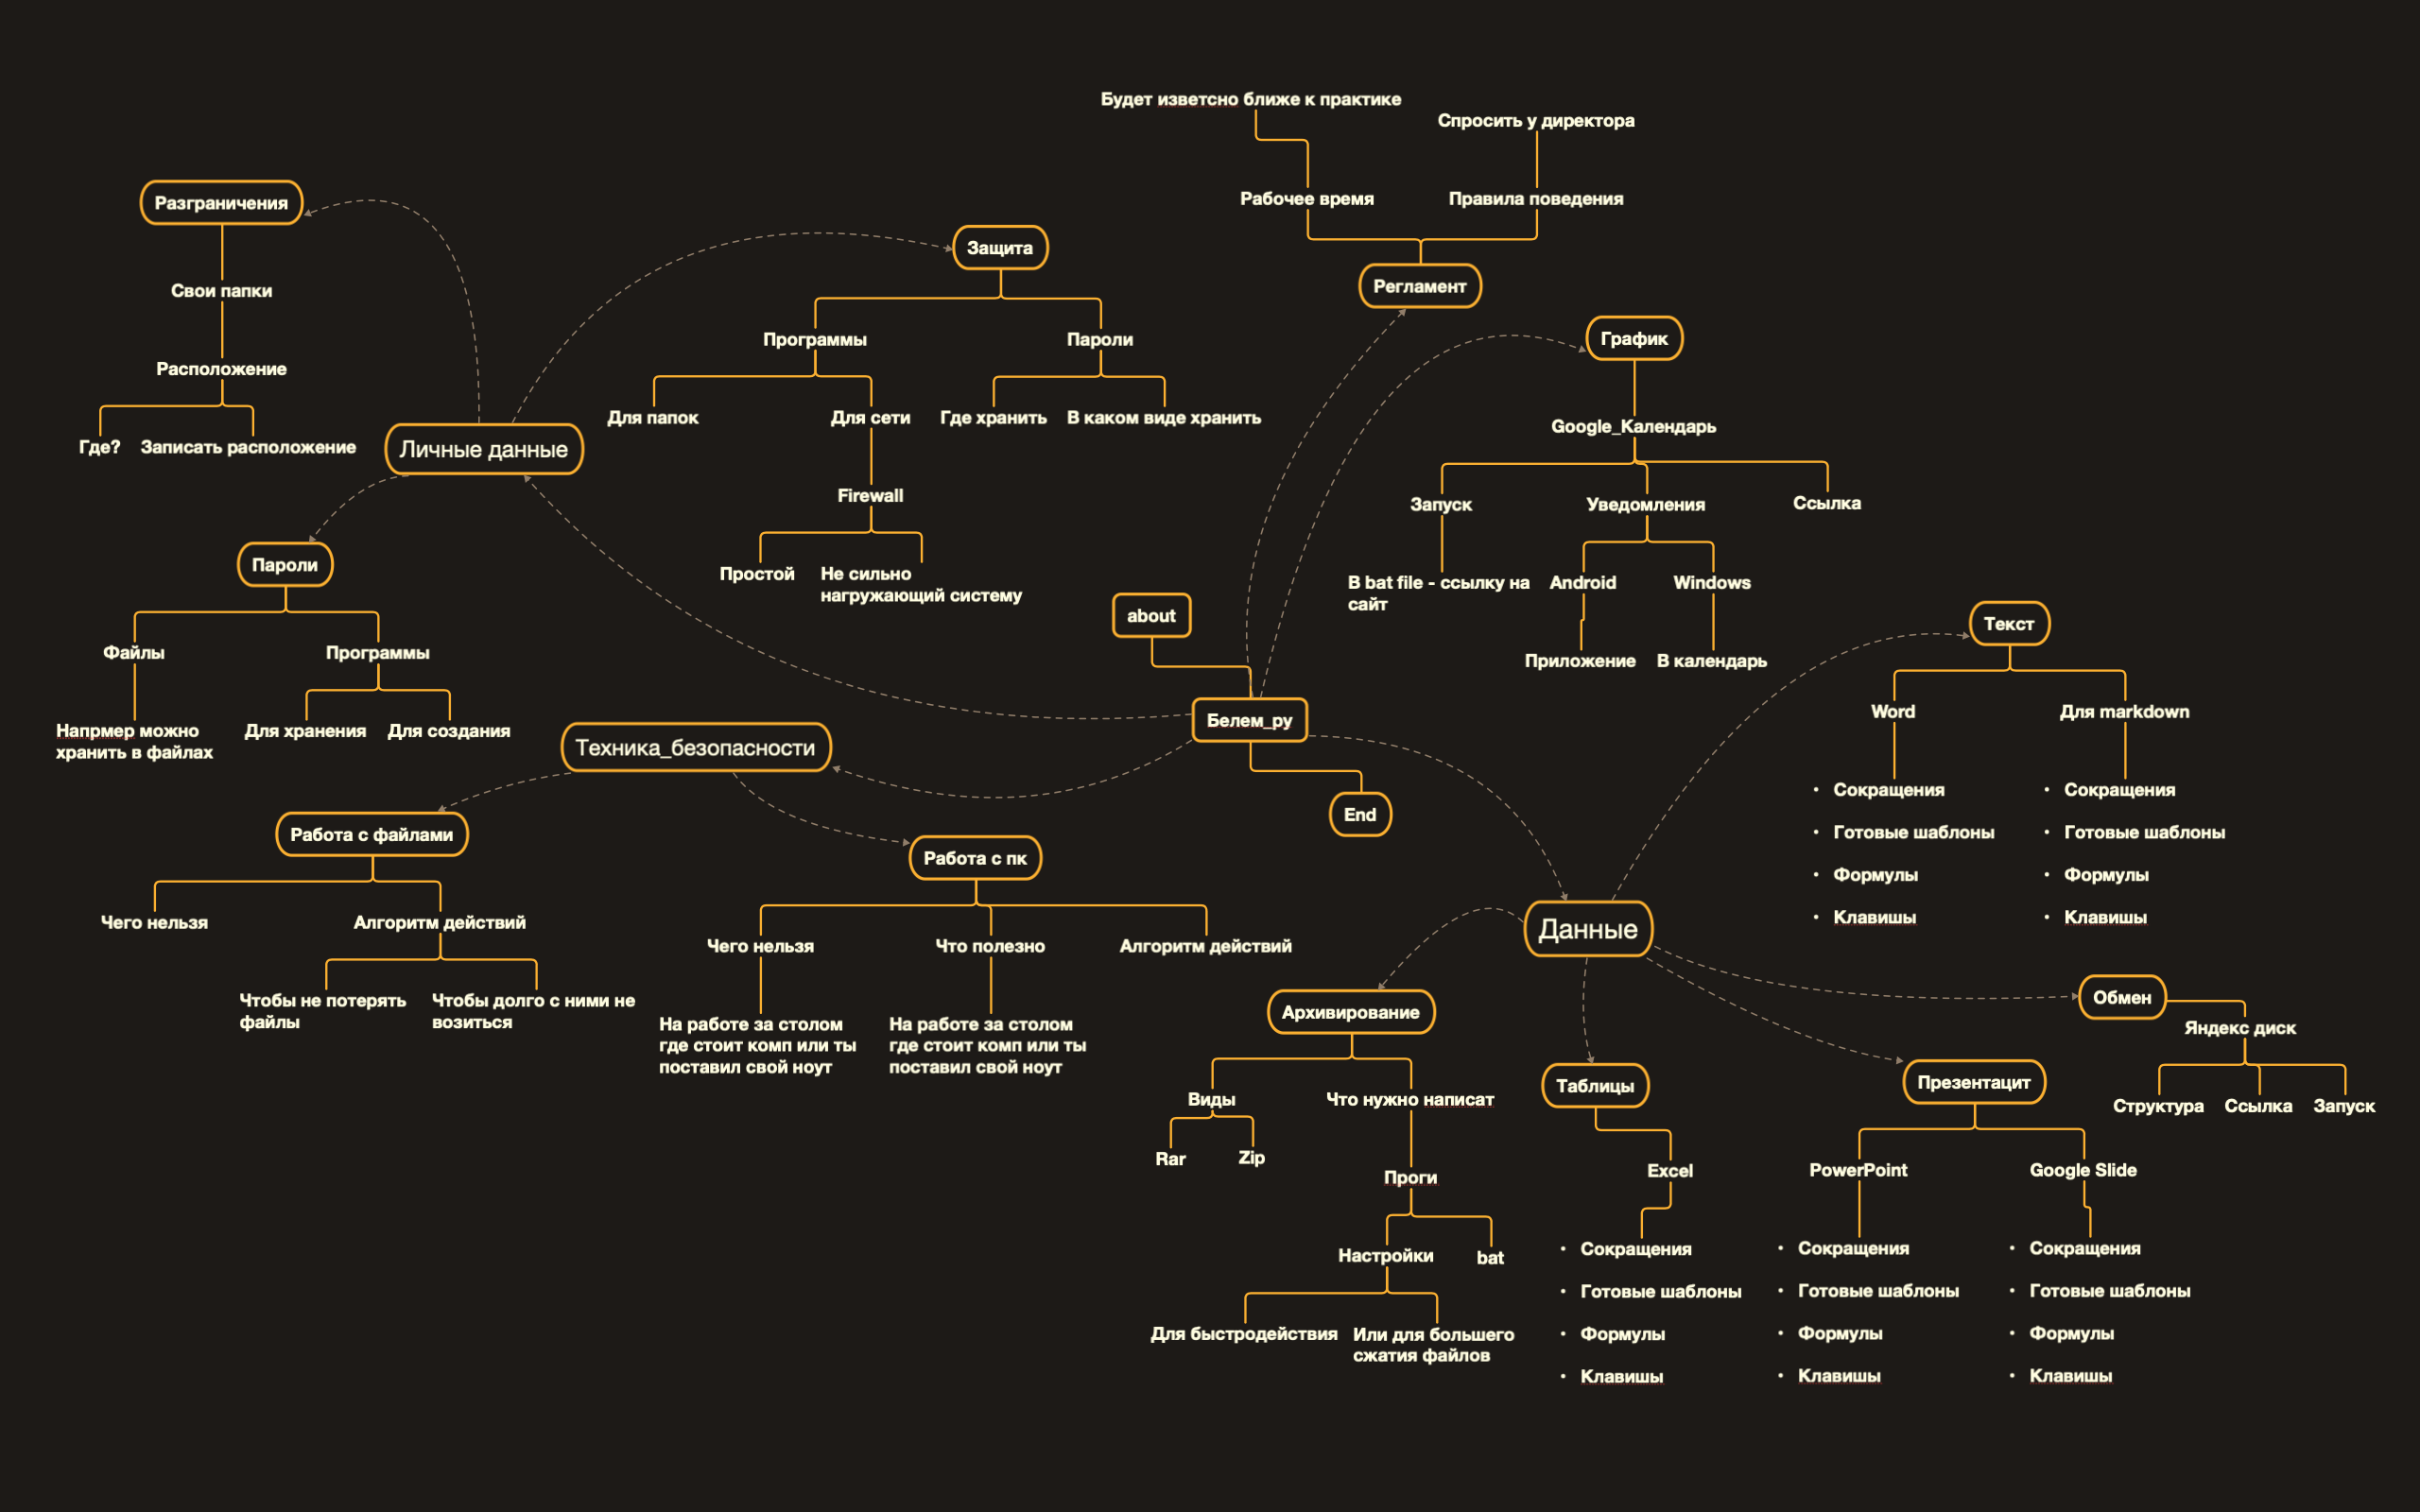 Будет изветсно ближе к практике
Спросить у директора
Рабочее время
Правила поведения
Регламент
Разграничения
Свои папки
Расположение
Где?
Записать расположение
Защита
Программы
Пароли
Для папок
Для сети
Где хранить
В каком виде хранить
Firewall
Простой
Не сильно
нагружающий систему
Личные данные
Пароли
Файлы
Программы
Напрмер можно
хранить в файлах
Для хранения
Для создания
График
Google_Календарь
Запуск
Уведомления
Ссылка
В bat file - ссылку на
сайт
Android
Windows
Приложение
В календарь
about
Белем_ру
End
Техника_безопасности
Работа с файлами
Чего нельзя
Алгоритм действий
Чтобы не потерять
файлы
Чтобы долго с ними не
возиться
Работа с пк
Чего нельзя
Что полезно
Алгоритм действий
На работе за столом
где стоит комп или ты
поставил свой ноут
На работе за столом
где стоит комп или ты
поставил свой ноут
Текст
Word
Для markdown
• Сокращения
• Готовые шаблоны
• Формулы
• Клавишы
• Сокращения
• Готовые шаблоны
• Формулы
• Клавишы
Данные
Архивирование
Виды
Что нужно написат
Rar
Zip
Проги
Настройки
bat
Для быстродействия
Или для большего
сжатия файлов
Таблицы
Excel
• Сокращения
• Готовые шаблоны
• Формулы
• Клавишы
Обмен
Яндекс диск
Структура
Ссылка
Запуск
Презентацит
PowerPoint
Google Slide
• Сокращения
• Готовые шаблоны
• Формулы
• Клавишы
• Сокращения
• Готовые шаблоны
• Формулы
• Клавишы